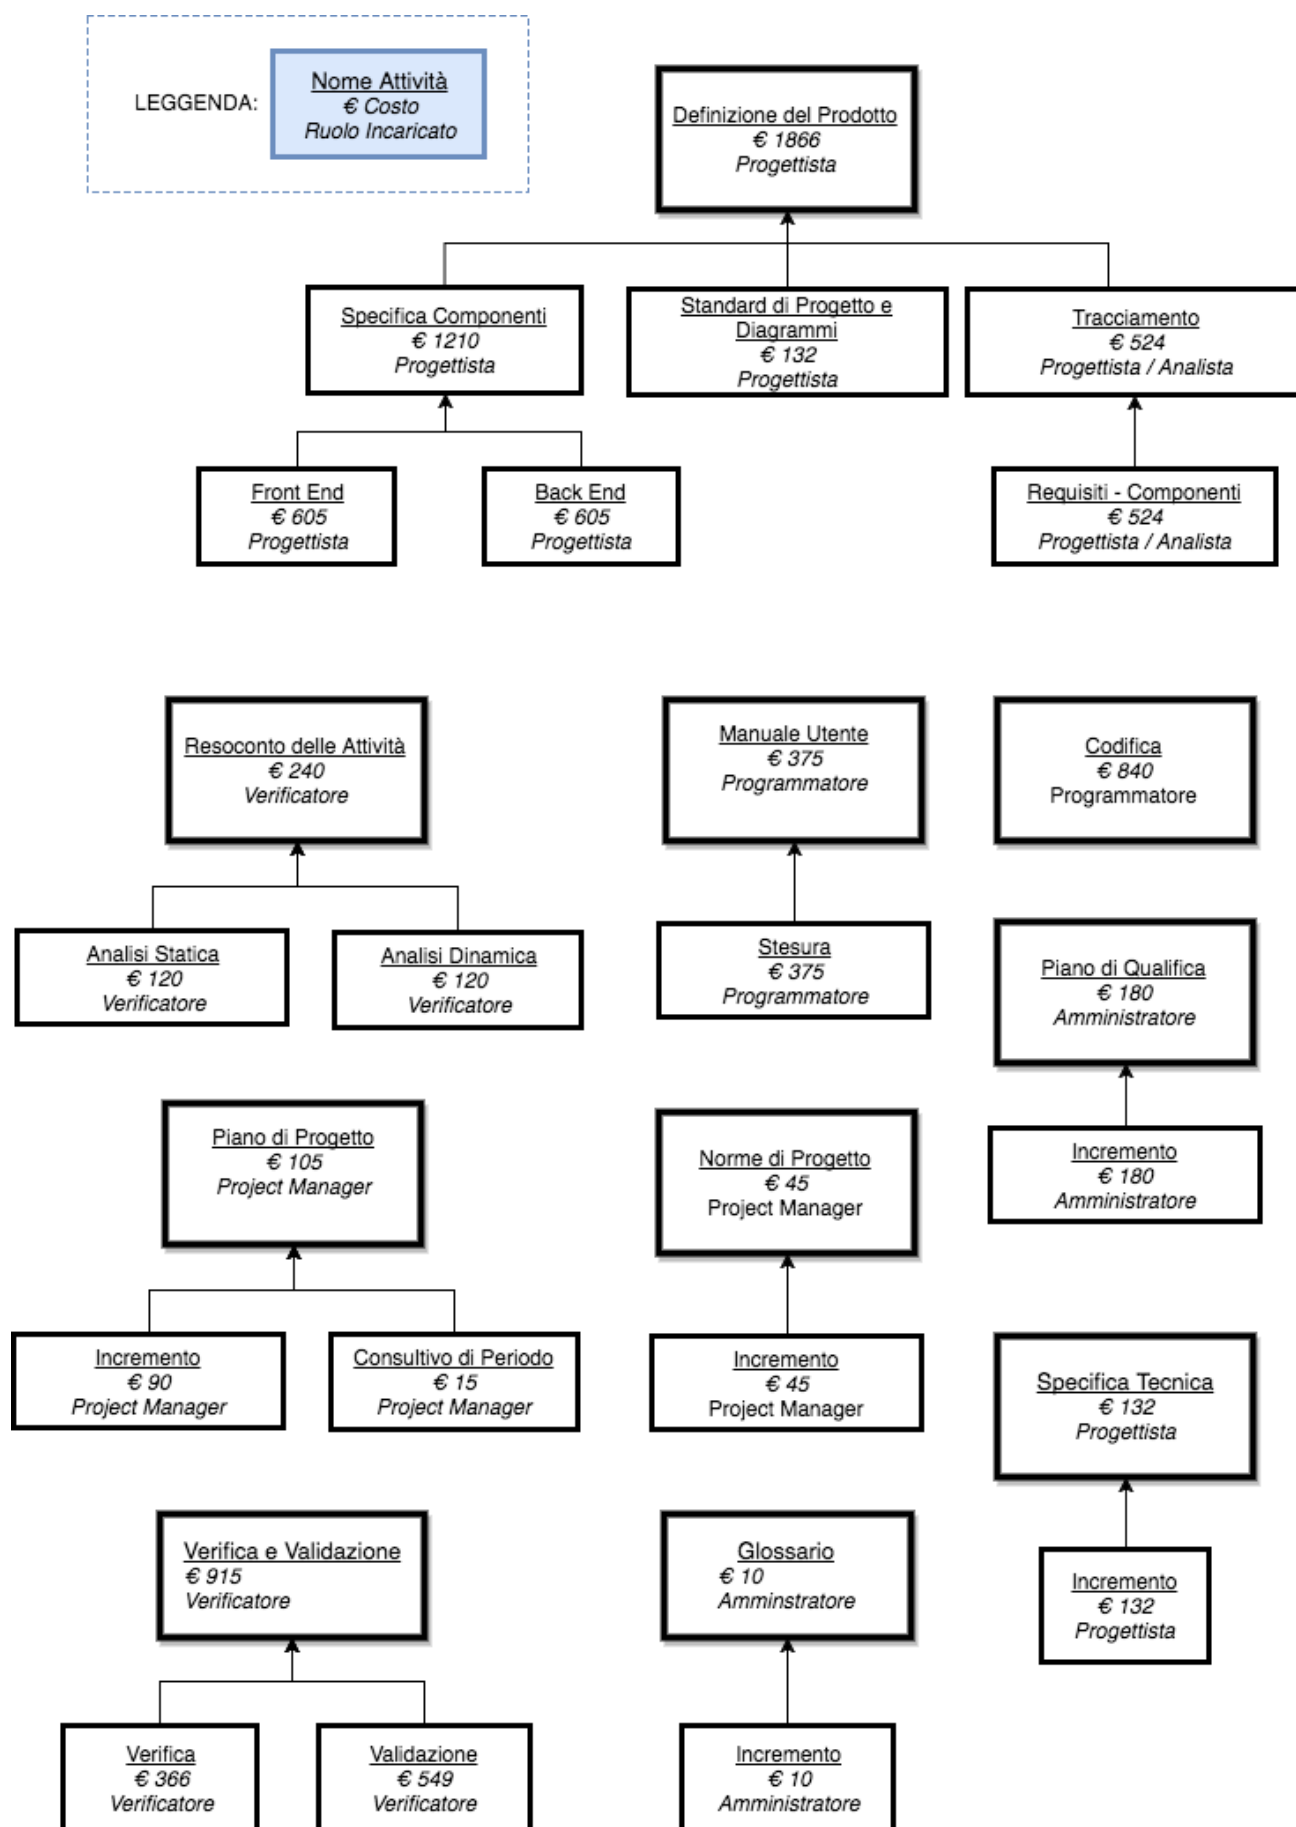 LEGGENDA:
Nome Attività
€ Costo
Ruolo Incaricato
Definizione del Prodotto
€ 1866
Progettista
Specifica Componenti
€ 1210
Progettista
Standard di Progetto e
Diagrammi
€ 132
Progettista
Tracciamento
€ 524
Progettista / Analista
Front End
€ 605
Progettista
Back End
€ 605
Progettista
Requisiti - Componenti
€ 524
Progettista / Analista
Resoconto delle Attività
€ 240
Verificatore
Manuale Utente
€ 375
Programmatore
Codifica
€ 840
Programmatore
Analisi Statica
€ 120
Verificatore
Analisi Dinamica
€ 120
Verificatore
Stesura
€ 375
Programmatore
Piano di Qualifica
€ 180
Amministratore
Piano di Progetto
€ 105
Project Manager
Norme di Progetto
€ 45
Project Manager
Incremento
€ 180
Amministratore
Incremento
€ 90
Project Manager
Consultivo di Periodo
€ 15
Project Manager
Incremento
€ 45
Project Manager
Specifica Tecnica
€ 132
Progettista
Verifica e Validazione
€ 915
Verificatore
Glossario
€ 10
Amminstratore
Incremento
€ 132
Progettista
Verifica
€ 366
Verificatore
Validazione
€ 549
Verificatore
Incremento
€ 10
Amministratore